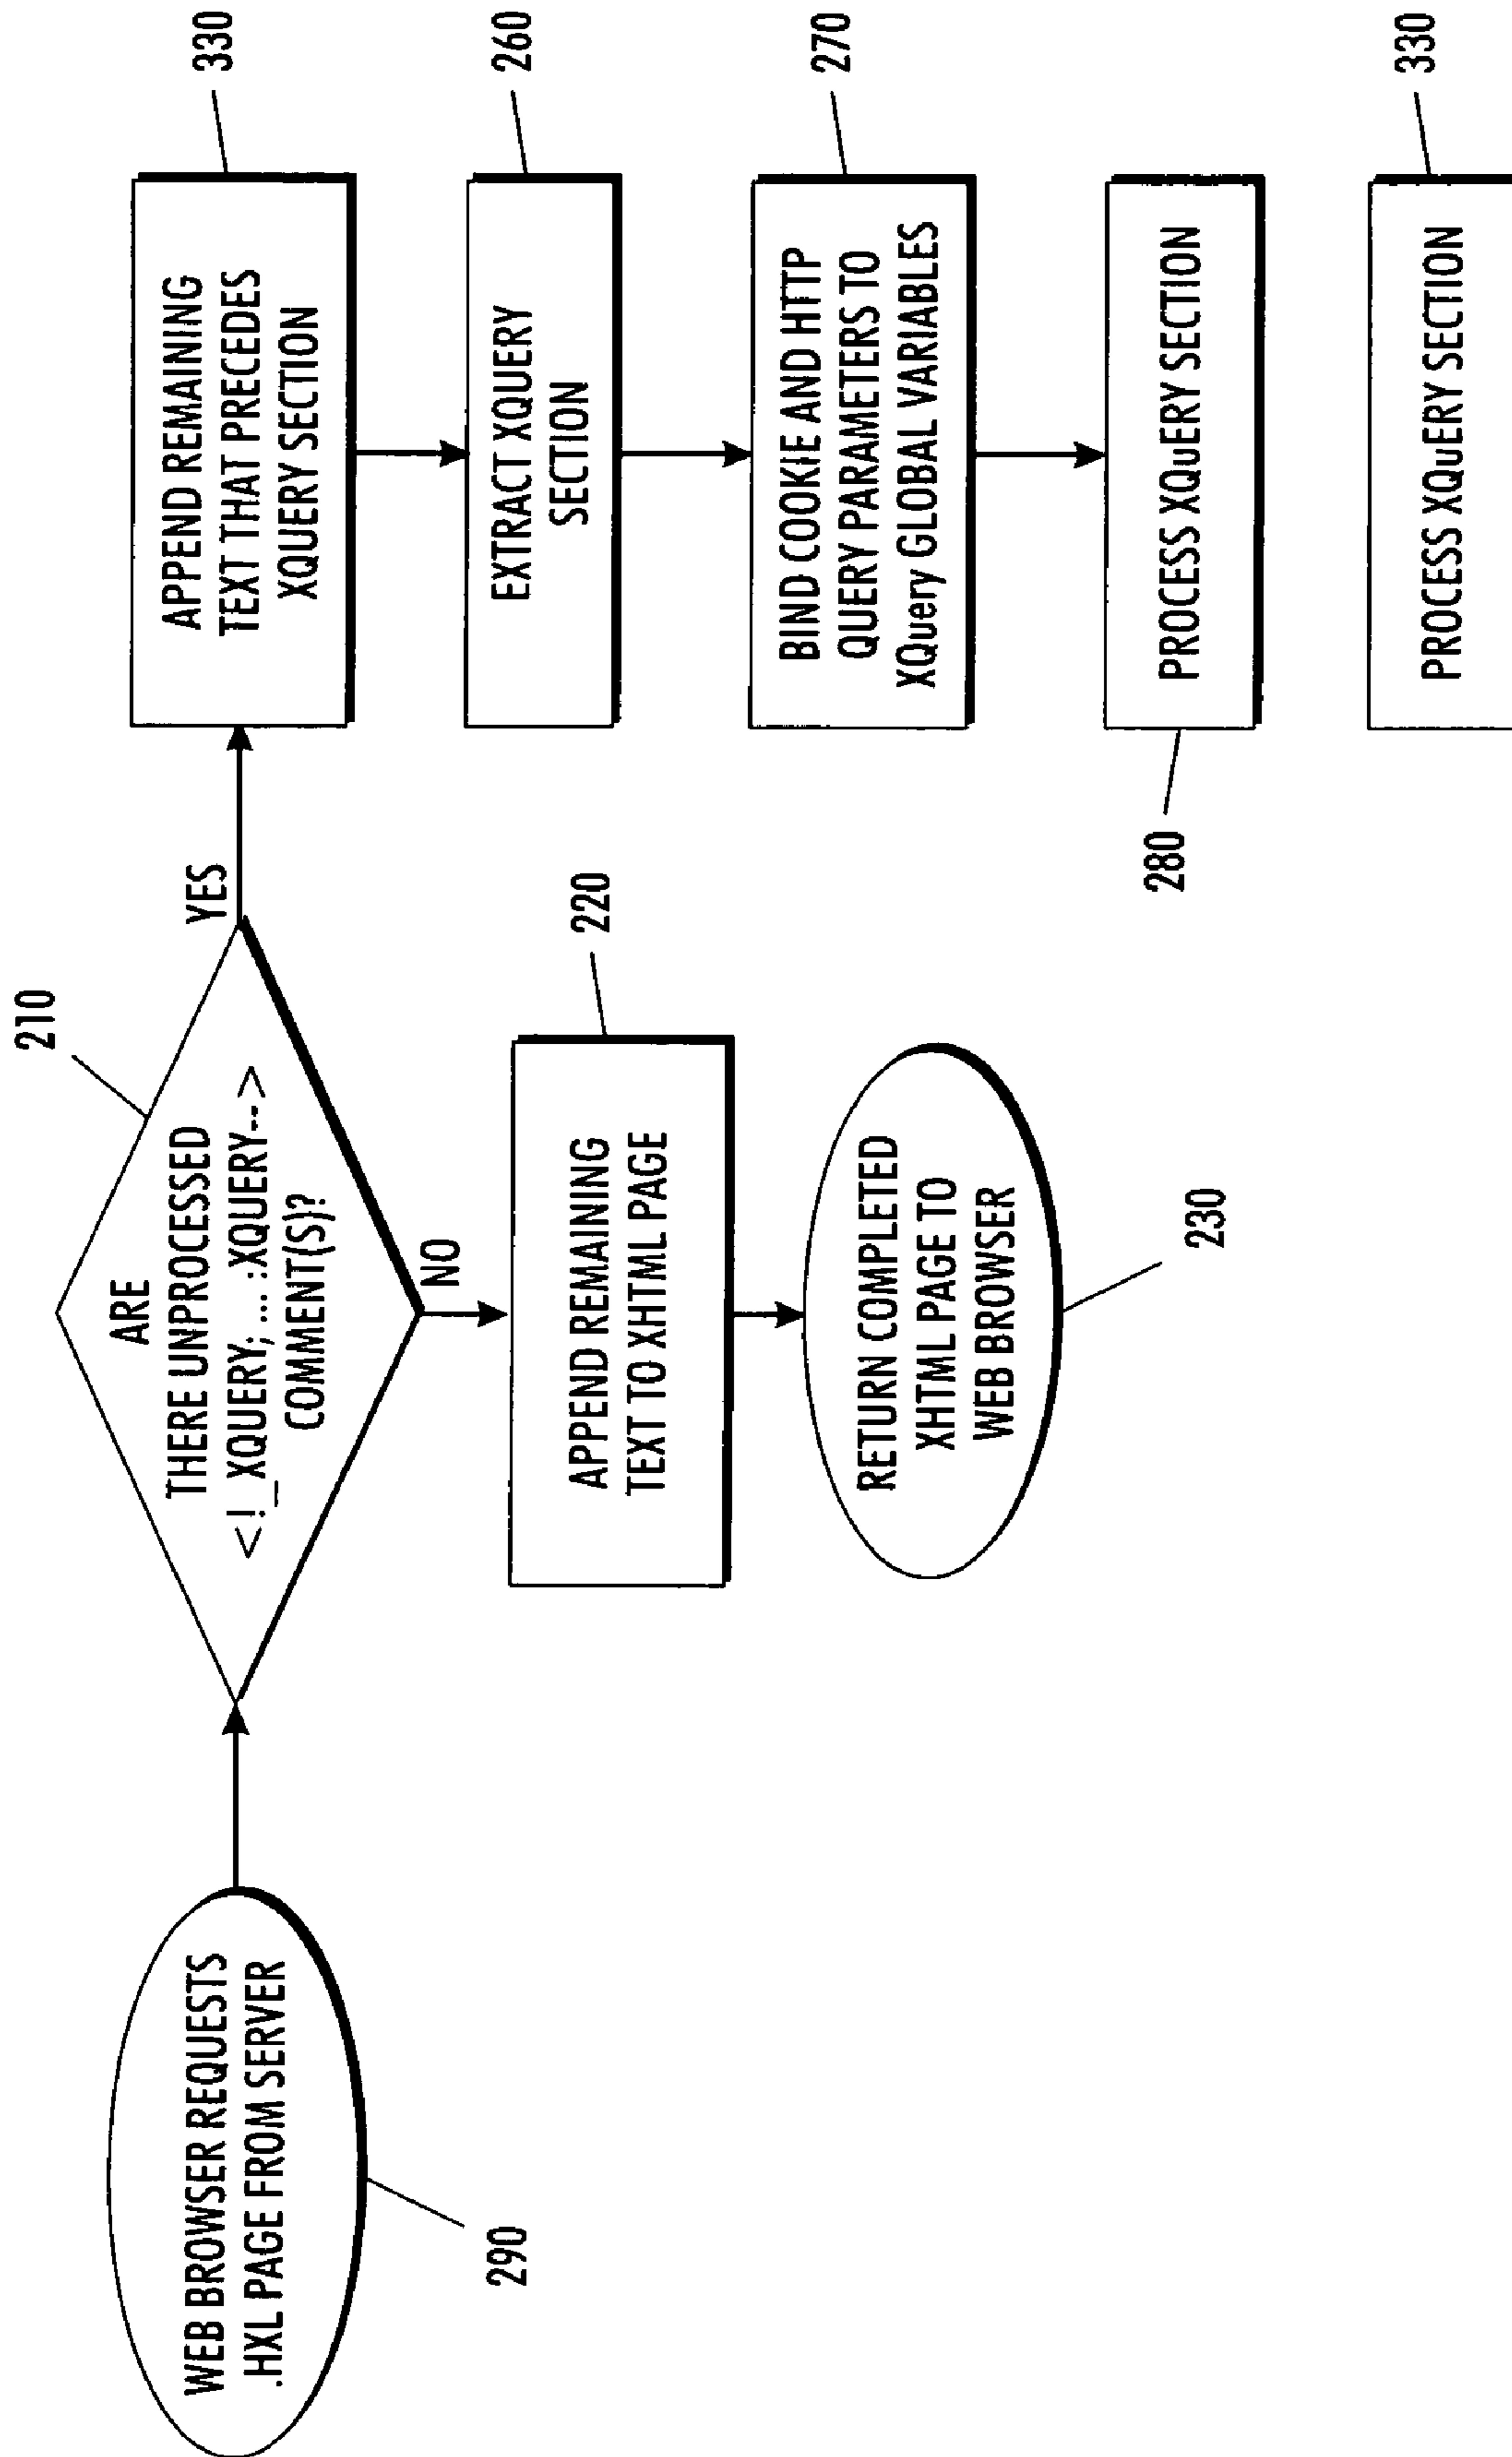 WEB BROWSER REQUESTS
.HXL PAGE FROM SERVER
290
210
ARE
THERE UNPROCESSED
<!_XQUERY; ... :XQUERY-->
COMMENT(S)?
YES
NO
APPEND REMAINING
TEXT TO XHTML PAGE
220
RETURN COMPLETED
XHTML PAGE TO
WEB BROWSER
230
APPEND REMAINING
TEXT THAT PRECEDES
XQUERY SECTION
330
EXTRACT XQUERY
SECTION
260
BIND COOKIE AND HTTP
QUERY PARAMETERS TO
XQuery GLOBAL VARIABLES
270
PROCESS XQuERY SECTION
280
PROCESS XQuERY SECTION
330